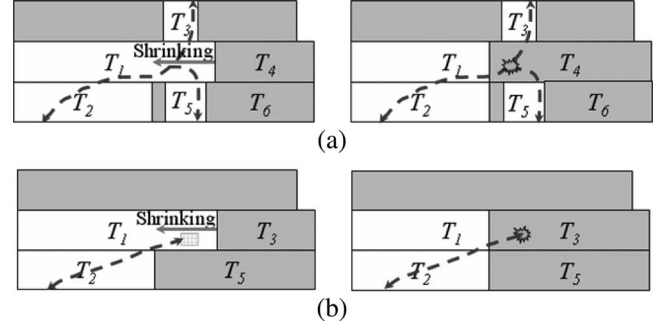 T3 T3
Shrinking
T1 T4 T1 T4
T2 T5 T6 T2 T5 T6
(a)
Shrinking
T1 T3 T1 T3
T2 T5 T2 T5
(b)